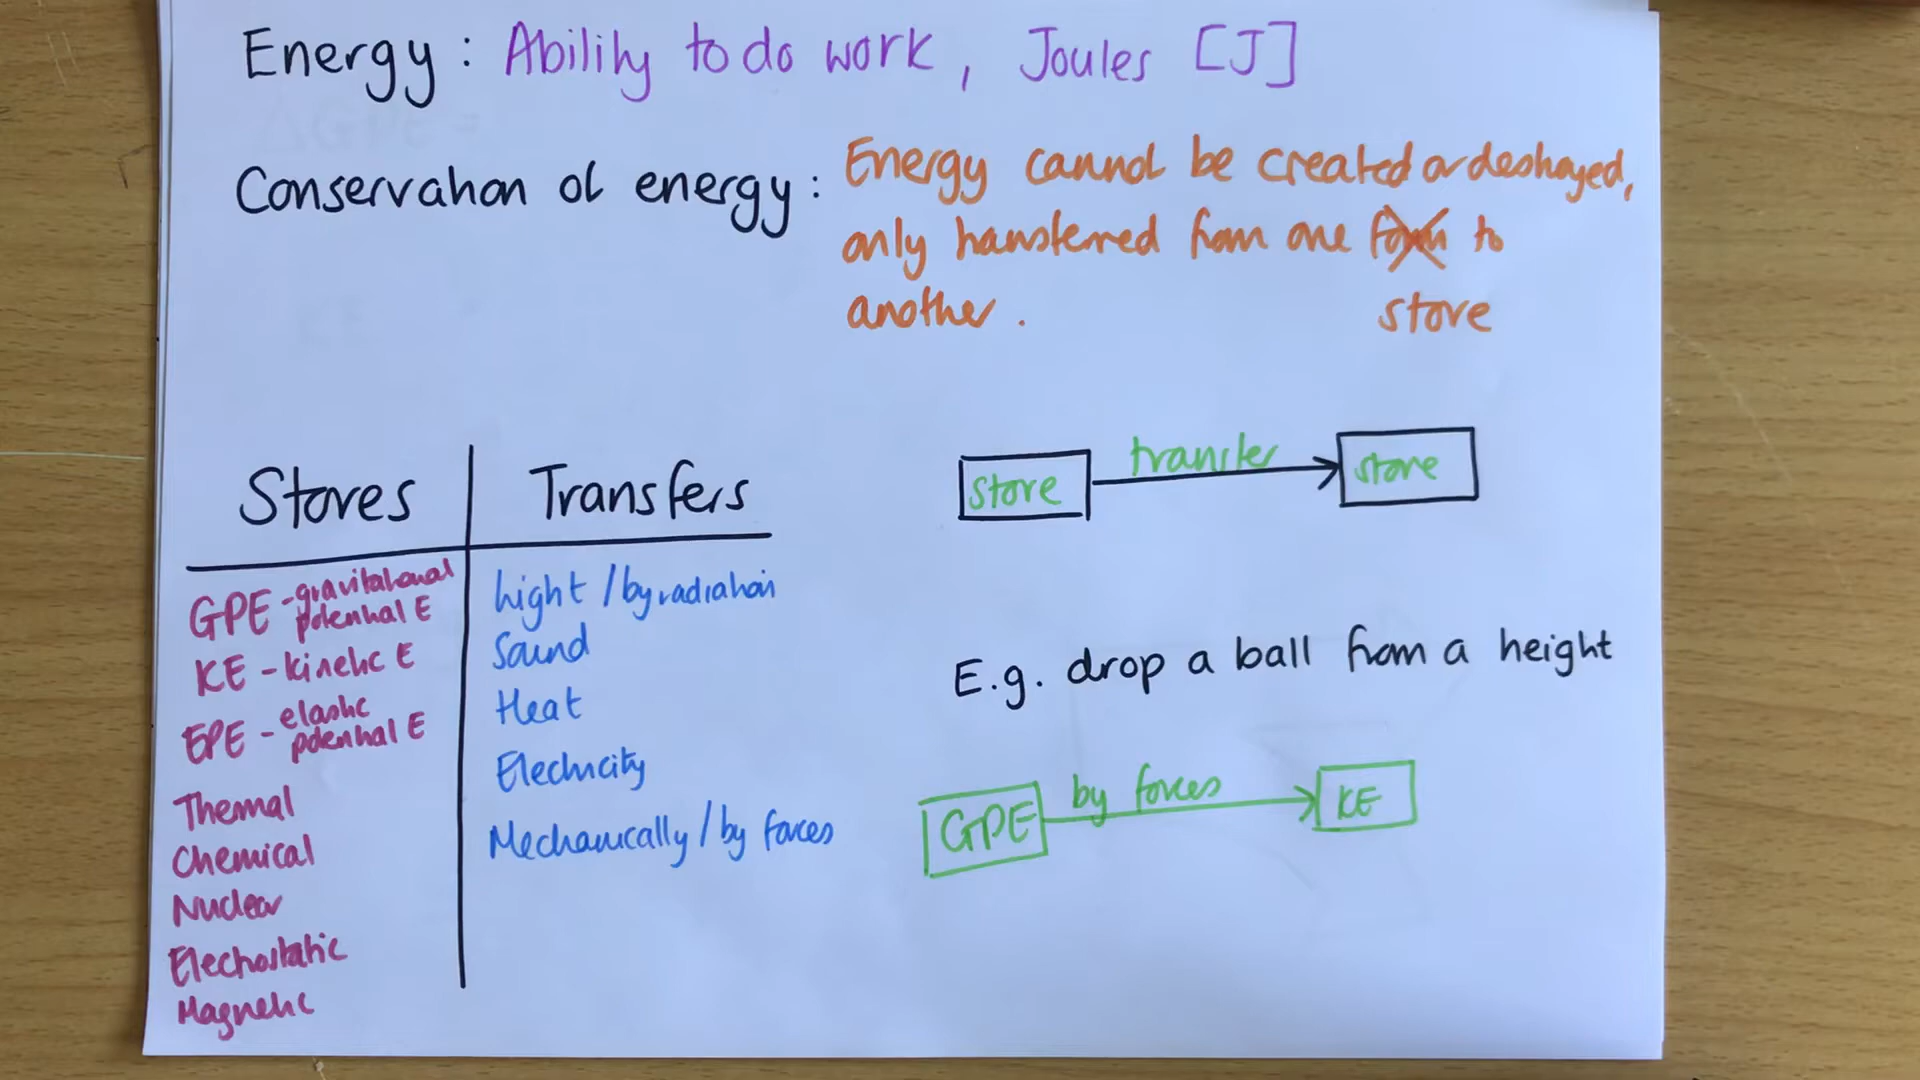 Energy: Ability to do work, Joules [J]
Conservation of energy: Energy cannot be created or destroyed,
only transferred from one form to
another. store
Stores
Transfers
GPE - gravitational
potential E
KE - kinetic E
EPE - elastic
potential E
Thermal
Chemical
Nuclear
Electrostatic
Magnetic
Light / by radiation
Sound
Heat
Electricity
Mechanically / by forces
store transfer store
E.g. drop a ball from a height
GPE by forces KE